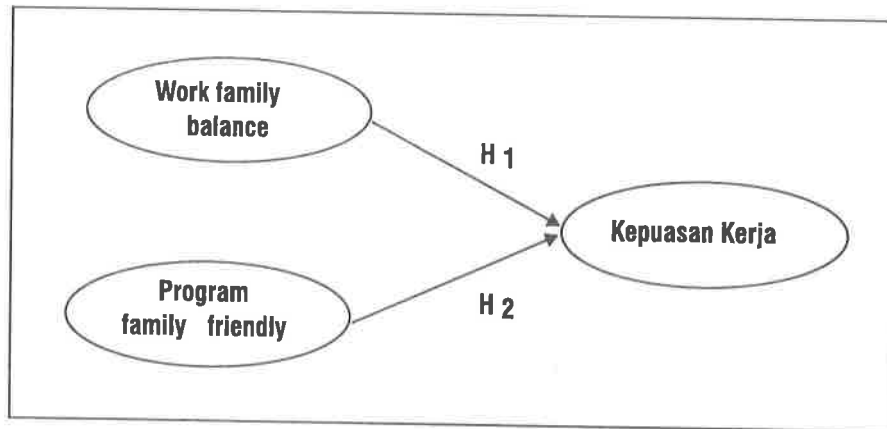 Work family
balance
H 1
Kepuasan Kerja
Program
family friendly
H 2